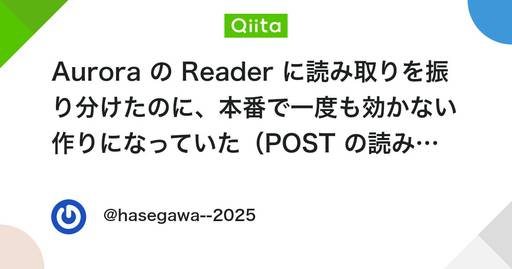 Qiita
Aurora の Reader に読み取りを振
り分けたのに、本番で一度も効かない
作りになっていた（POST の読み…
@hasegawa--2025